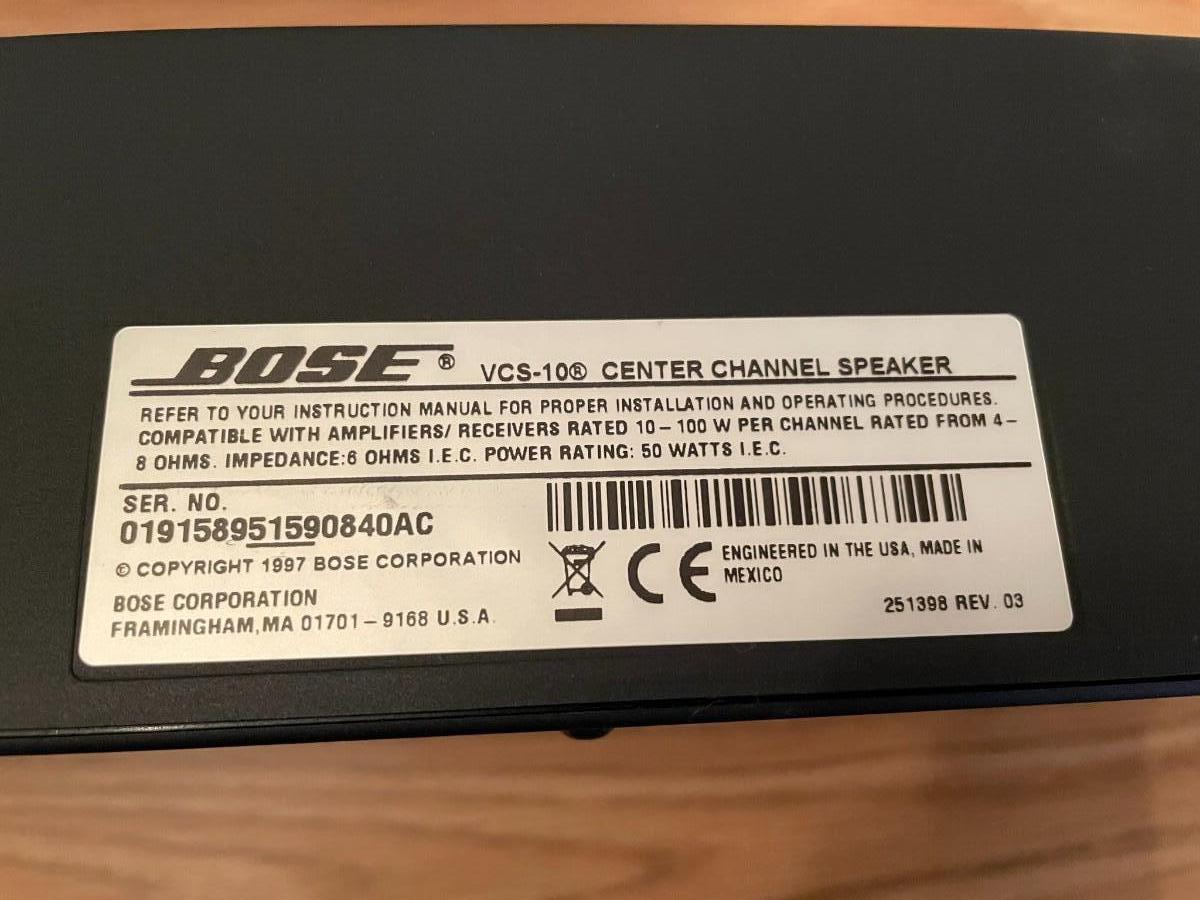 BOSE® VCS-10® CENTER CHANNEL SPEAKER
REFER TO YOUR INSTRUCTION MANUAL FOR PROPER INSTALLATION AND OPERATING PROCEDURES.
COMPATIBLE WITH AMPLIFIERS/ RECEIVERS RATED 10–100 W PER CHANNEL RATED FROM 4–
8 OHMS. IMPEDANCE:6 OHMS I.E.C. POWER RATING: 50 WATTS I.E.C.
SER. NO.
019158951590840AC
© COPYRIGHT 1997 BOSE CORPORATION
BOSE CORPORATION
FRAMINGHAM, MA 01701–9168 U.S.A.
CE
ENGINEERED IN THE USA, MADE IN
MEXICO
251398 REV. 03